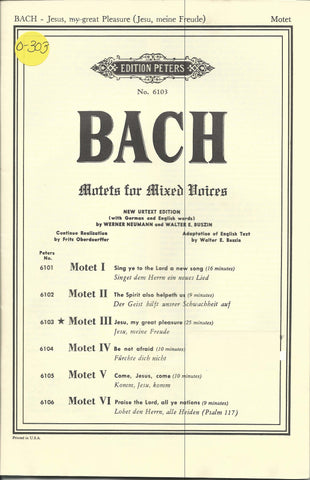 BACH - Jesus, my great Pleasure (Jesu, meine Freude) Motet
O-303
EDITION PETERS
No. 6103
BACH
Motets for Mixed Voices
NEW URTEXT EDITION
(with German and English words)
by WERNER NEUMANN and WALTER E. BUSZIN
Continuo Realization Adaptation of English Text
by Fritz Oberdoerffer by Walter E. Buszin
Peters
No.
6101 Motet I Sing ye to the Lord a new song (16 minutes)
Singet dem Herrn ein neues Lied
6102 Motet II The Spirit also helpeth us (9 minutes)
Der Geist hilft unsrer Schwachheit auf
6103 ★ Motet III Jesu, my great pleasure (25 minutes)
Jesu, meine Freude
6104 Motet IV Be not afraid (10 minutes)
Fürchte dich nicht
6105 Motet V Come, Jesus, come (10 minutes)
Komm, Jesu, komm
6106 Motet VI Praise the Lord, all ye nations (9 minutes)
Lobet den Herrn, alle Heiden (Psalm 117)
Printed in U.S.A.